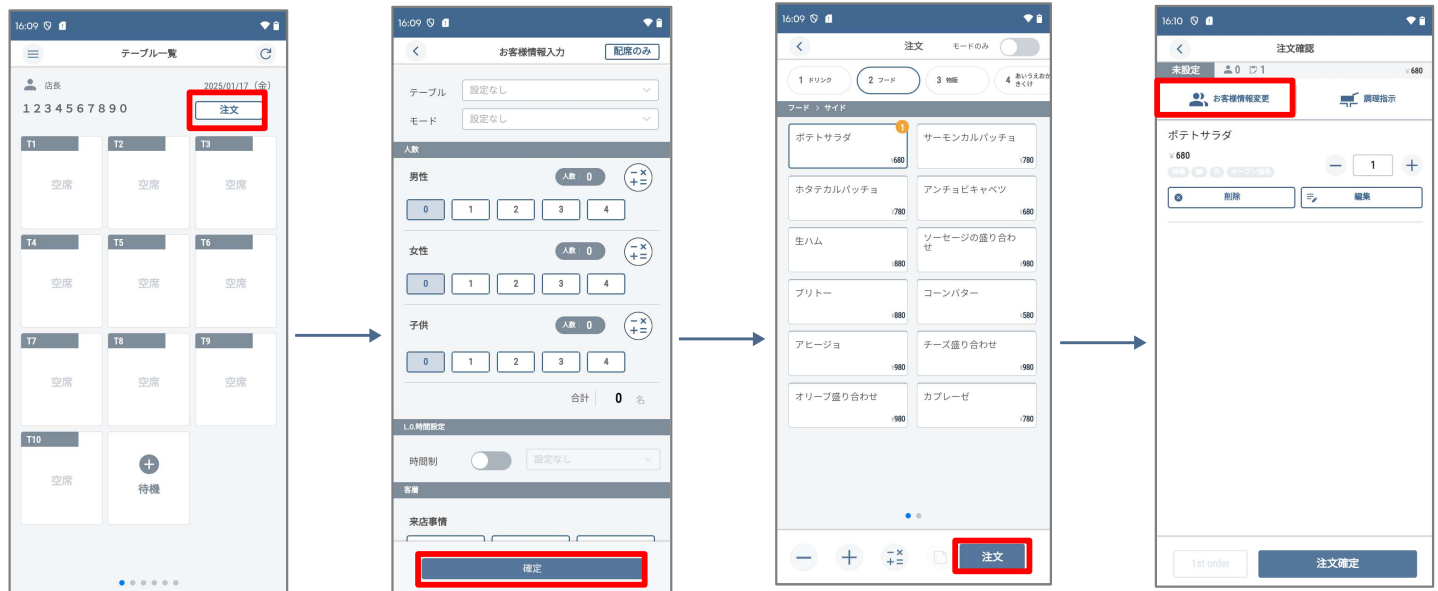 16:09
テーブル一覧
店長
2025/01/17（金）
1234567890
注文
T1
T2
T3
空席
空席
空席
T4
T5
T6
空席
空席
空席
T7
T8
T9
空席
空席
空席
T10
空席
待機
16:09
お客様情報入力
配席のみ
テーブル
設定なし
モード
設定なし
人数
男性
人数 0
0 1 2 3 4
女性
人数 0
0 1 2 3 4
子供
人数 0
0 1 2 3 4
合計 0 名
L.O.時間設定
時間制
設定なし
客層
来店事情
確定
16:09
注文
モードのみ
1 ドリンク
2 フード
3 物販
4 あいうえおか
きくけ
フード > サイド
ポテトサラダ
1
¥680
サーモンカルパッチョ
¥780
ホタテカルパッチョ
¥780
アンチョビキャベツ
¥680
生ハム
¥880
ソーセージの盛り合わ
せ
¥980
ブリトー
¥880
コーンバター
¥580
アヒージョ
¥980
チーズ盛り合わせ
¥980
オリーブ盛り合わせ
¥980
カプレーゼ
¥780
注文
16:10
注文確認
未設定
0
1
¥680
お客様情報変更
調理指示
ポテトサラダ
¥680
1
削除
編集
1st order
注文確定